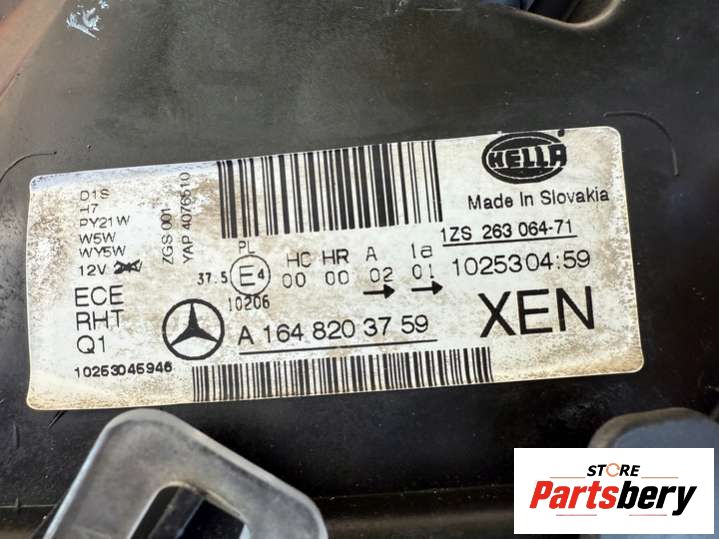 D1S
H7
PY21W
W5W
WY5W
12V
ECE
RHT
Q1
10253045946
ZGS 001
YAP 4076510
HELLA
Made In Slovakia
1ZS 263 064-71
PL
37.5 E4 HC HR A 1a
00 00 02 01
10206
102530459
A 164 820 37 59
XEN
STORE
Partsbery